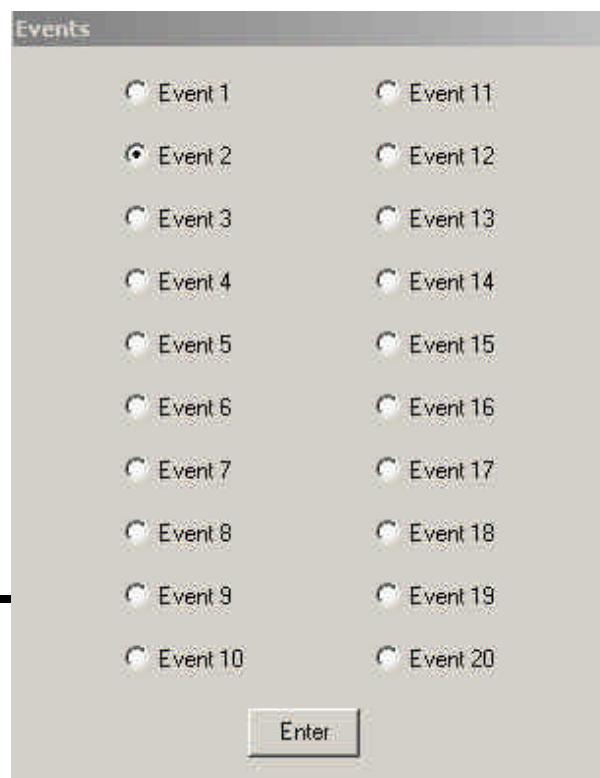 Events
Event 1
Event 2
Event 3
Event 4
Event 5
Event 6
Event 7
Event 8
Event 9
Event 10
Event 11
Event 12
Event 13
Event 14
Event 15
Event 16
Event 17
Event 18
Event 19
Event 20
Enter